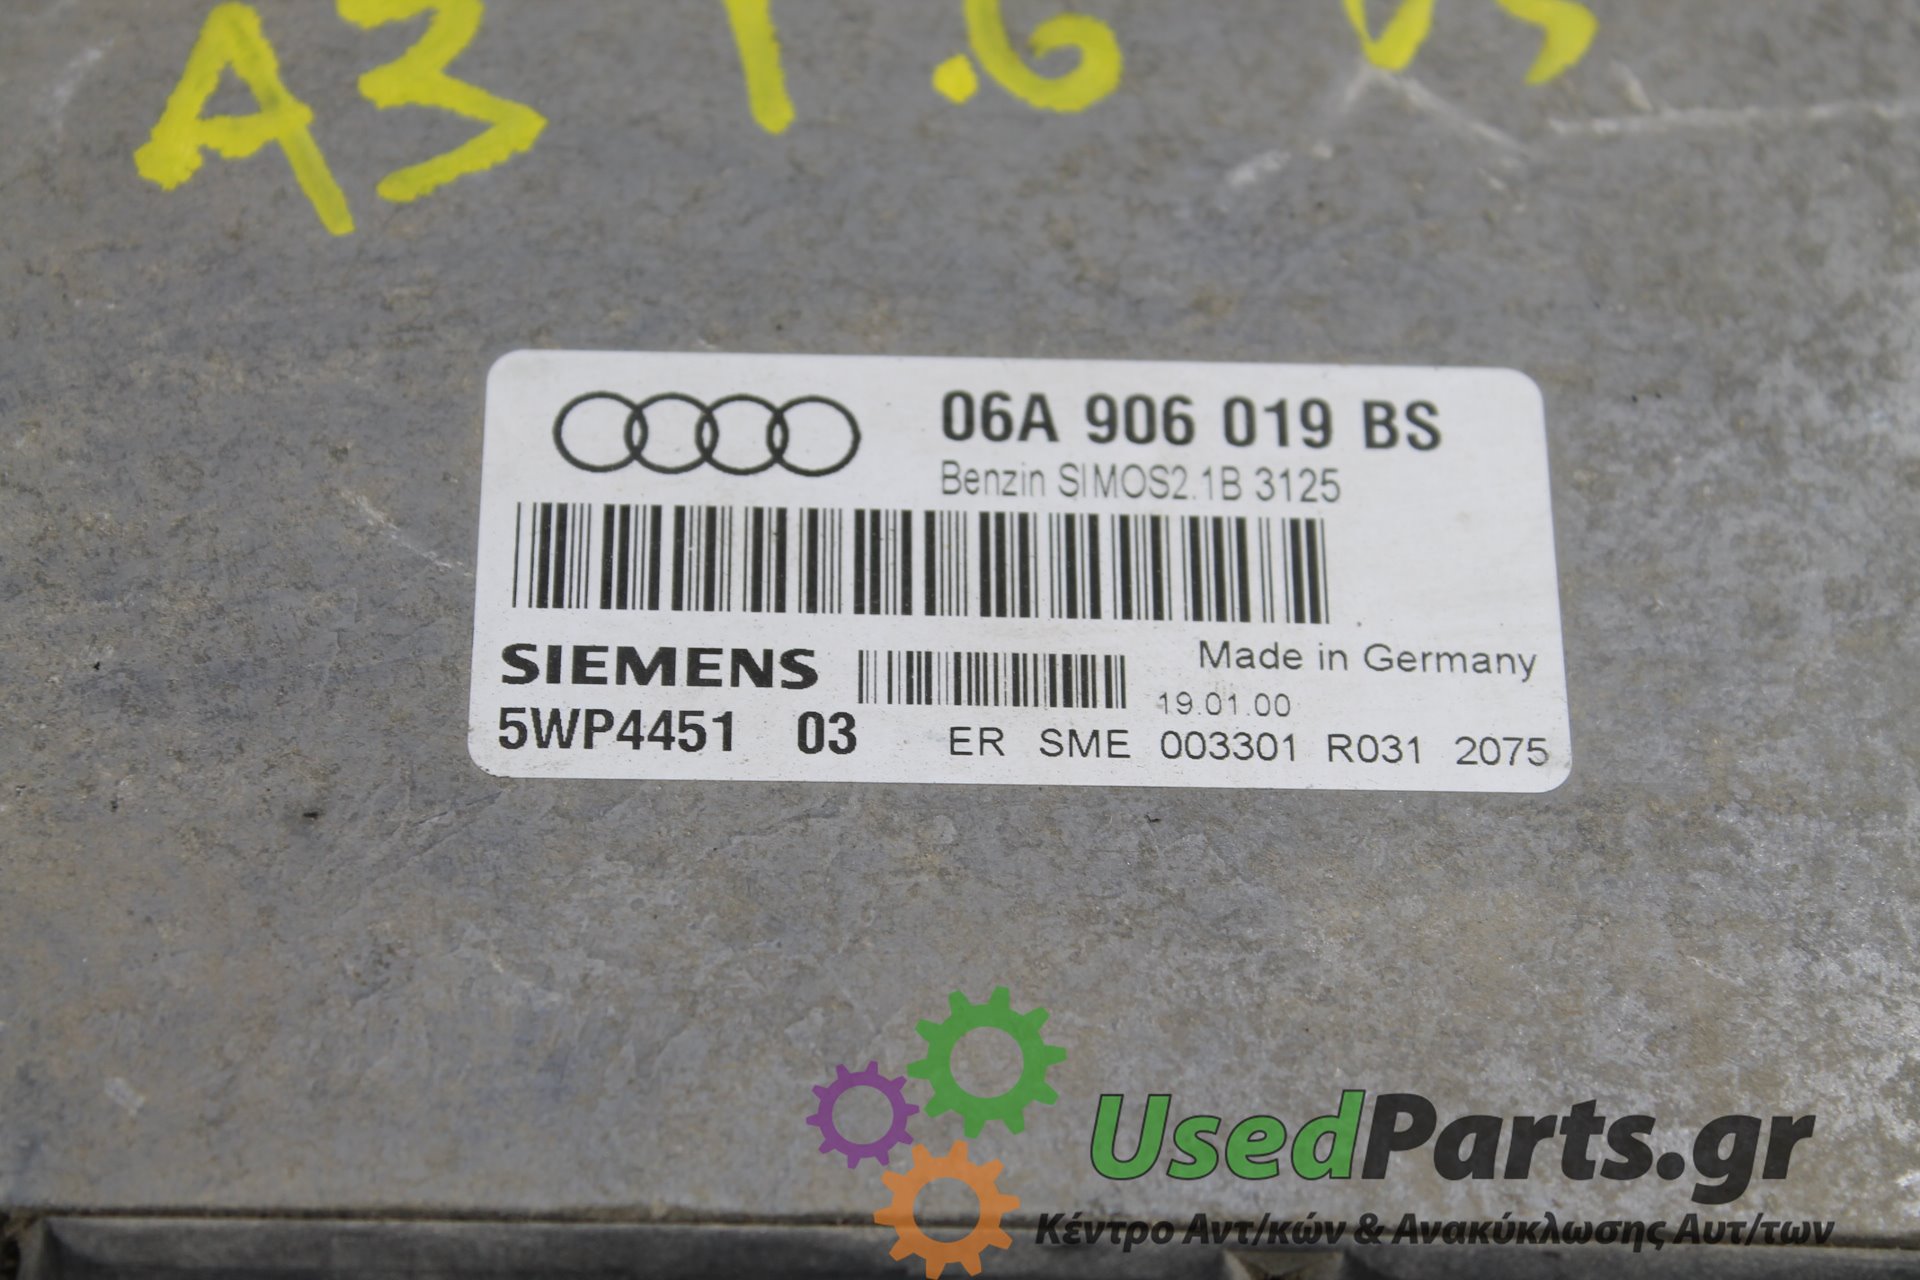 A3 1.6 03
06A 906 019 BS
Benzin SIMOS2.1B 3125
SIEMENS
Made in Germany
19.01.00
5WP4451 03 ER SME 003301 R031 2075
UsedParts.gr
Κέντρο Αντ/κών & Ανακύκλωσης Αυτ/των